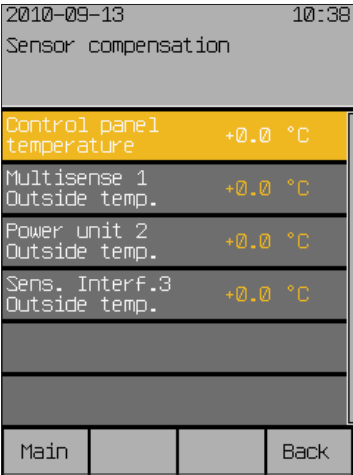 2010-09-13 10:38
Sensor compensation
Control panel
temperature +0.0 °C
Multisense 1
Outside temp. +0.0 °C
Power unit 2
Outside temp. +0.0 °C
Sens. Interf.3
Outside temp. +0.0 °C
Main Back